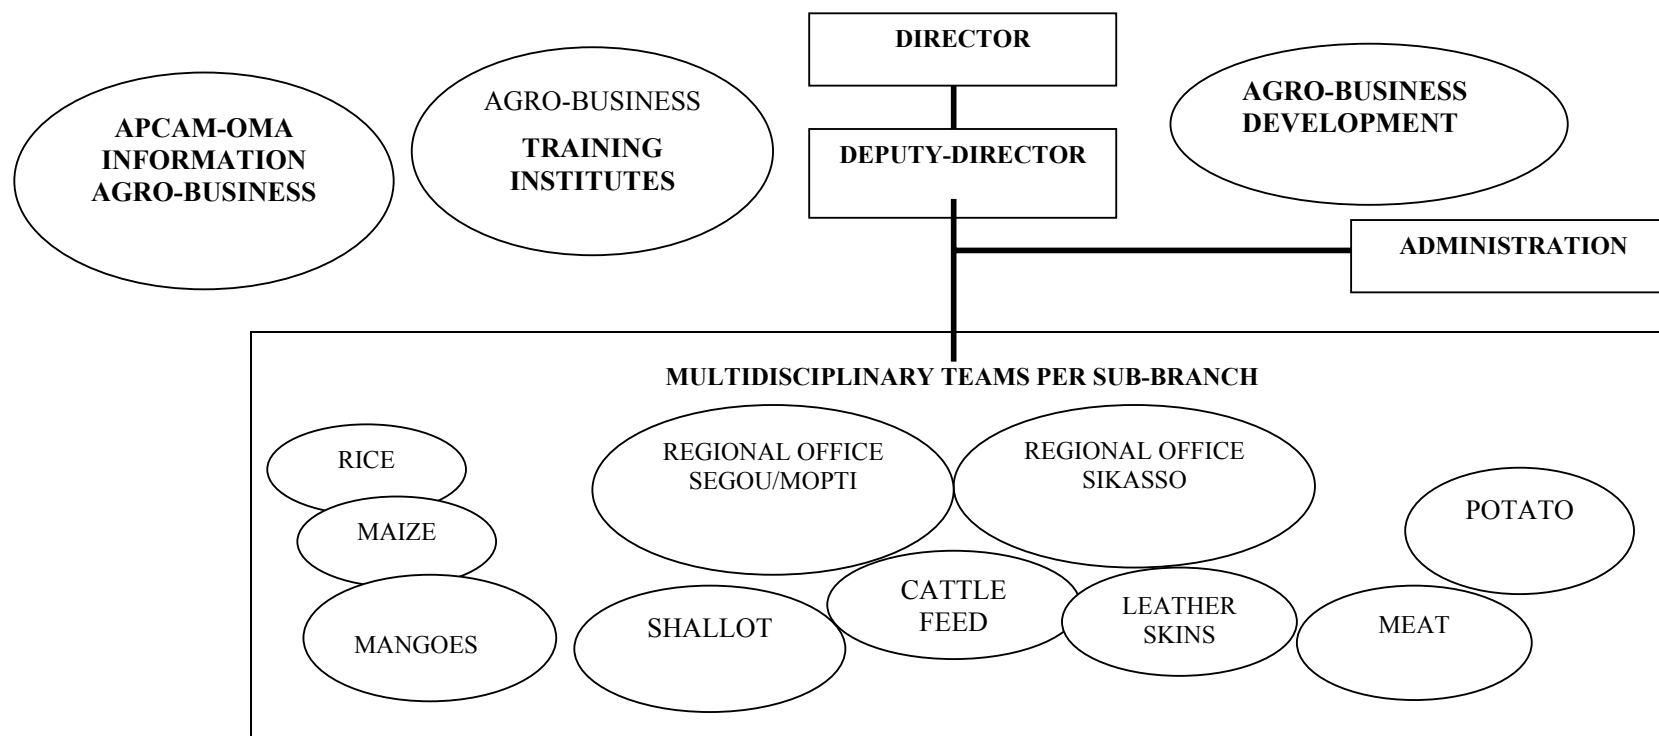 DIRECTOR
APCAM-OMA
INFORMATION
AGRO-BUSINESS
AGRO-BUSINESS
TRAINING
INSTITUTES
DEPUTY-DIRECTOR
AGRO-BUSINESS
DEVELOPMENT
ADMINISTRATION
MULTIDISCIPLINARY TEAMS PER SUB-BRANCH
RICE
MAIZE
MANGOES
REGIONAL OFFICE
SEGOU/MOPTI
REGIONAL OFFICE
SIKASSO
POTATO
SHALLOT
CATTLE
FEED
LEATHER
SKINS
MEAT